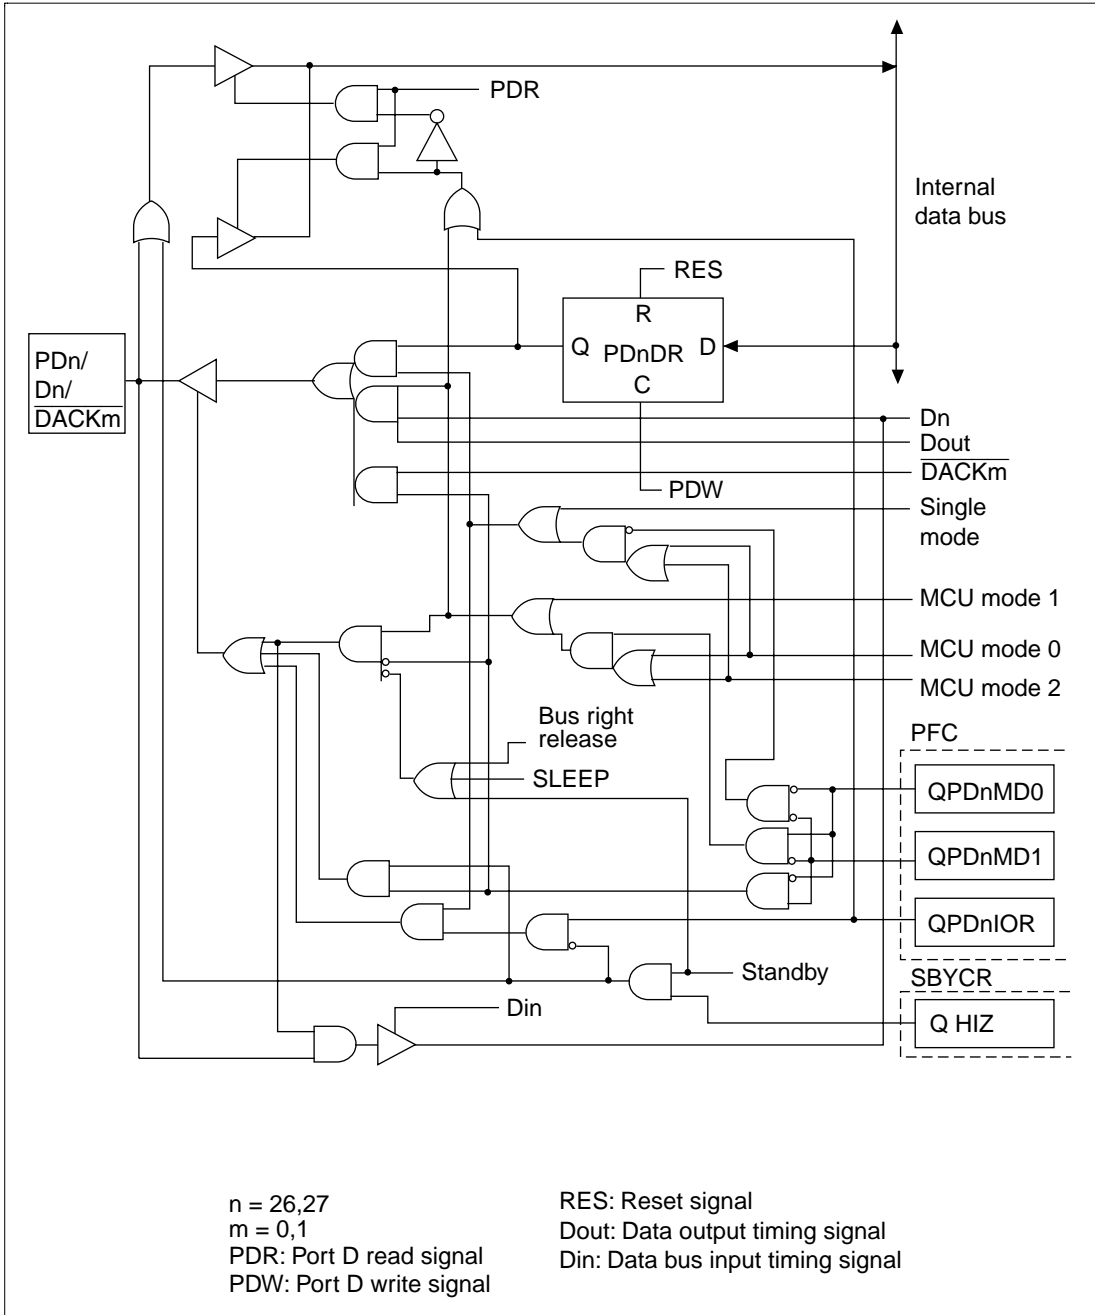 PDR
Internal
data bus
RES
R
Q PDnDR D
C
PDn/
Dn/
DACKm
Dn
Dout
DACKm
PDW
Single
mode
MCU mode 1
MCU mode 0
MCU mode 2
Bus right
release
SLEEP
PFC
QPDnMD0
QPDnMD1
QPDnIOR
Standby
SBYCR
Q HIZ
Din
n = 26,27
m = 0,1
PDR: Port D read signal
PDW: Port D write signal
RES: Reset signal
Dout: Data output timing signal
Din: Data bus input timing signal